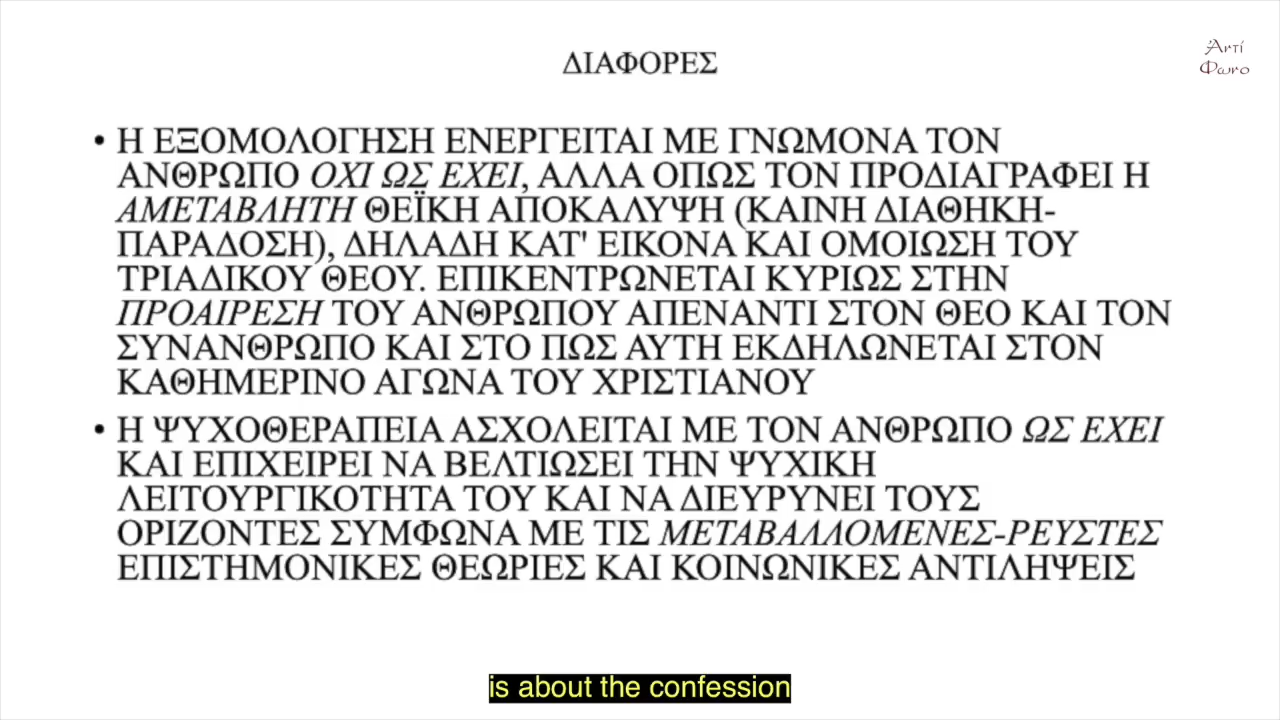 ΔΙΑΦΟΡΕΣ
Ἀντί
Φωνο
• Η ΕΞΟΜΟΛΟΓΗΣΗ ΕΝΕΡΓΕΙΤΑΙ ΜΕ ΓΝΩΜΟΝΑ ΤΟΝ
ΑΝΘΡΩΠΟ ΟΧΙ ΩΣ ΕΧΕΙ, ΑΛΛΑ ΟΠΩΣ ΤΟΝ ΠΡΟΔΙΑΓΡΑΦΕΙ Η
ΑΜΕΤΑΒΛΗΤΗ ΘΕΪΚΗ ΑΠΟΚΑΛΥΨΗ (ΚΑΙΝΗ ΔΙΑΘΗΚΗ-
ΠΑΡΑΔΟΣΗ), ΔΗΛΑΔΗ ΚΑΤ' ΕΙΚΟΝΑ ΚΑΙ ΟΜΟΙΩΣΗ ΤΟΥ
ΤΡΙΑΔΙΚΟΥ ΘΕΟΥ. ΕΠΙΚΕΝΤΡΩΝΕΤΑΙ ΚΥΡΙΩΣ ΣΤΗΝ
ΠΡΟΑΙΡΕΣΗ ΤΟΥ ΑΝΘΡΩΠΟΥ ΑΠΕΝΑΝΤΙ ΣΤΟΝ ΘΕΟ ΚΑΙ ΤΟΝ
ΣΥΝΑΝΘΡΩΠΟ ΚΑΙ ΣΤΟ ΠΩΣ ΑΥΤΗ ΕΚΔΗΛΩΝΕΤΑΙ ΣΤΟΝ
ΚΑΘΗΜΕΡΙΝΟ ΑΓΩΝΑ ΤΟΥ ΧΡΙΣΤΙΑΝΟΥ
• Η ΨΥΧΟΘΕΡΑΠΕΙΑ ΑΣΧΟΛΕΙΤΑΙ ΜΕ ΤΟΝ ΑΝΘΡΩΠΟ ΩΣ ΕΧΕΙ
ΚΑΙ ΕΠΙΧΕΙΡΕΙ ΝΑ ΒΕΛΤΙΩΣΕΙ ΤΗΝ ΨΥΧΙΚΗ
ΛΕΙΤΟΥΡΓΙΚΟΤΗΤΑ ΤΟΥ ΚΑΙ ΝΑ ΔΙΕΥΡΥΝΕΙ ΤΟΥΣ
ΟΡΙΖΟΝΤΕΣ ΣΥΜΦΩΝΑ ΜΕ ΤΙΣ ΜΕΤΑΒΑΛΛΟΜΕΝΕΣ-ΡΕΥΣΤΕΣ
ΕΠΙΣΤΗΜΟΝΙΚΕΣ ΘΕΩΡΙΕΣ ΚΑΙ ΚΟΙΝΩΝΙΚΕΣ ΑΝΤΙΛΗΨΕΙΣ
is about the confession